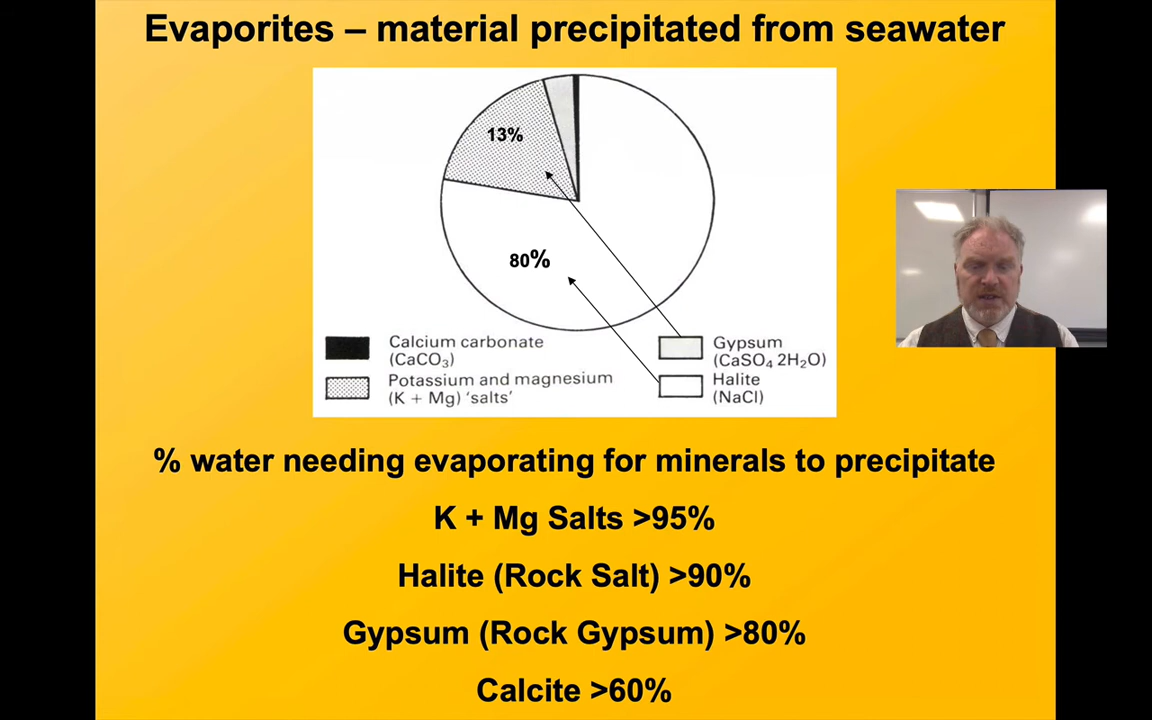 Evaporites – material precipitated from seawater
13%
80%
Calcium carbonate
(CaCO₃)
Potassium and magnesium
(K + Mg) 'salts'
Gypsum
(CaSO₄ 2H₂O)
Halite
(NaCl)
% water needing evaporating for minerals to precipitate
K + Mg Salts >95%
Halite (Rock Salt) >90%
Gypsum (Rock Gypsum) >80%
Calcite >60%